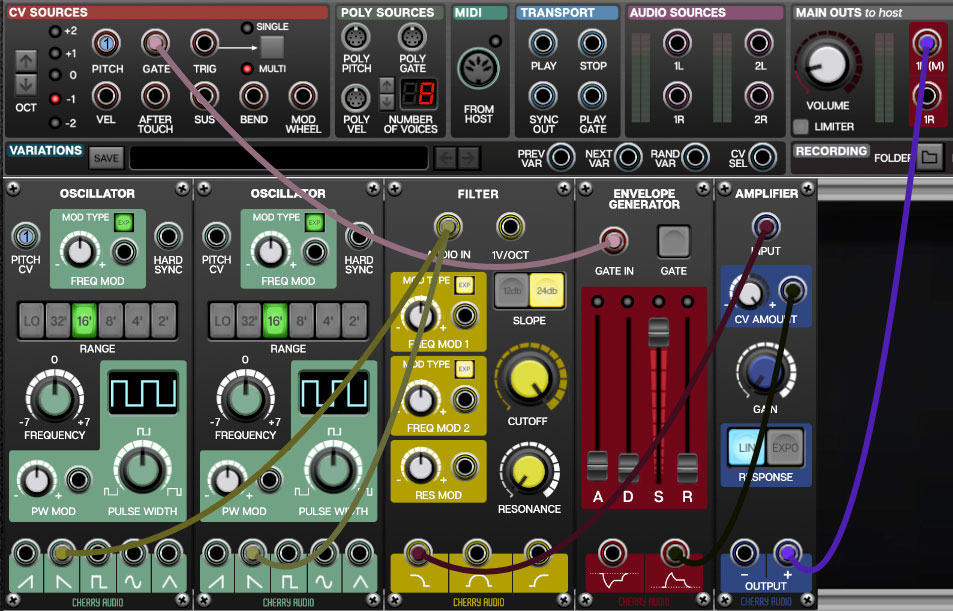 CV SOURCES
POLY SOURCES
MIDI
TRANSPORT
AUDIO SOURCES
MAIN OUTS to host
+2
+1
0
-1
-2
OCT
1
PITCH
GATE
TRIG
SINGLE
MULTI
VEL
AFTER
TOUCH
SUS
BEND
MOD
WHEEL
POLY
PITCH
POLY
GATE
POLY
VEL
8
NUMBER
OF VOICES
FROM
HOST
PLAY
STOP
SYNC
OUT
PLAY
GATE
1L
2L
1R
2R
VOLUME
LIMITER
1R
VARIATIONS
SAVE
PREV
VAR
NEXT
VAR
RAND
VAR
CV
SEL
RECORDING
FOLDER
OSCILLATOR
1
PITCH
CV
MOD TYPE
EXP
- +
FREQ MOD
HARD
SYNC
LO 32' 16' 8' 4' 2'
RANGE
0
-7 +7
FREQUENCY
- +
PW MOD
PULSE WIDTH
CHERRY AUDIO
OSCILLATOR
PITCH
CV
MOD TYPE
EXP
- +
FREQ MOD
HARD
SYNC
LO 32' 16' 8' 4' 2'
RANGE
0
-7 +7
FREQUENCY
- +
PW MOD
PULSE WIDTH
CHERRY AUDIO
FILTER
IN
1V/OCT
MOD TYPE
EXP
- +
FREQ MOD 1
12db 24db
SLOPE
MOD TYPE
EXP
- +
FREQ MOD 2
CUTOFF
- +
RES MOD
RESONANCE
CHERRY AUDIO
ENVELOPE
GENERATOR
GATE IN
GATE
A D S R
CHERRY AUDIO
AMPLIFIER
INPUT
- +
CV AMOUNT
GAIN
LIN EXPO
RESPONSE
- +
OUTPUT
CHERRY AUDIO